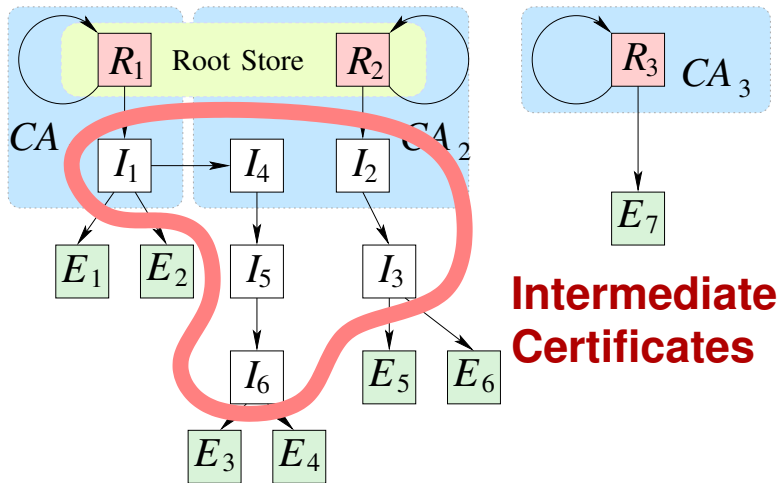 R1 Root Store R2 R3
CA CA2 CA3
I1 I4 I2
E7
E1 E2 I5 I3
Intermediate
Certificates
I6 E5 E6
E3 E4